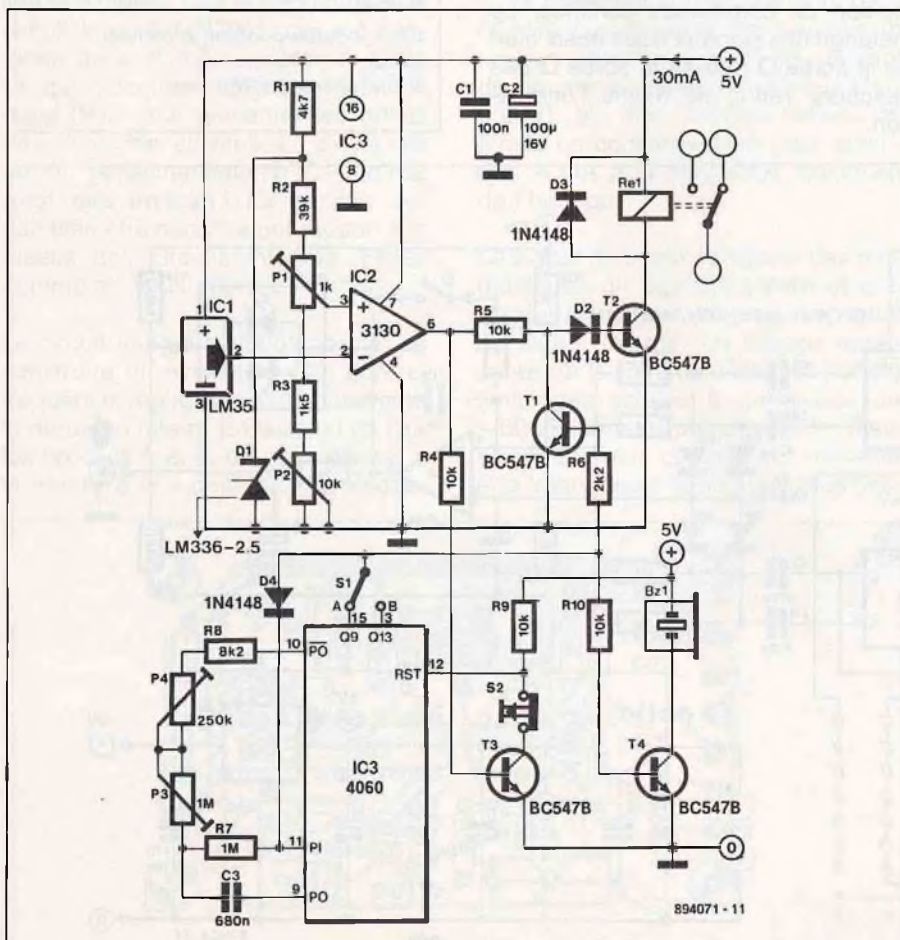 30mA
+
5V
R1
4k7
16
IC3
8
C1
100n
C2
100µ
16V
D3
1N4148
Re1
R2
39k
P1
1k
IC2
3
+
7
3130
6
2
4
IC1
1
+
2
LM35
3
R5
10k
D2
1N4148
T2
BC547B
R3
1k5
T1
BC547B
R4
10k
R6
2k2
D1
P2
10k
LM336-2.5
5V
+
D4
1N4148
S1
A
B
15
3
Q9
Q13
R9
10k
R10
10k
Bz1
R8
8k2
10
PO
RST
12
P4
250k
S2
IC3
4060
T3
BC547B
T4
BC547B
P3
1M
R7
1M
11
PI
C3
680n
9
PO
0
894071 - 11